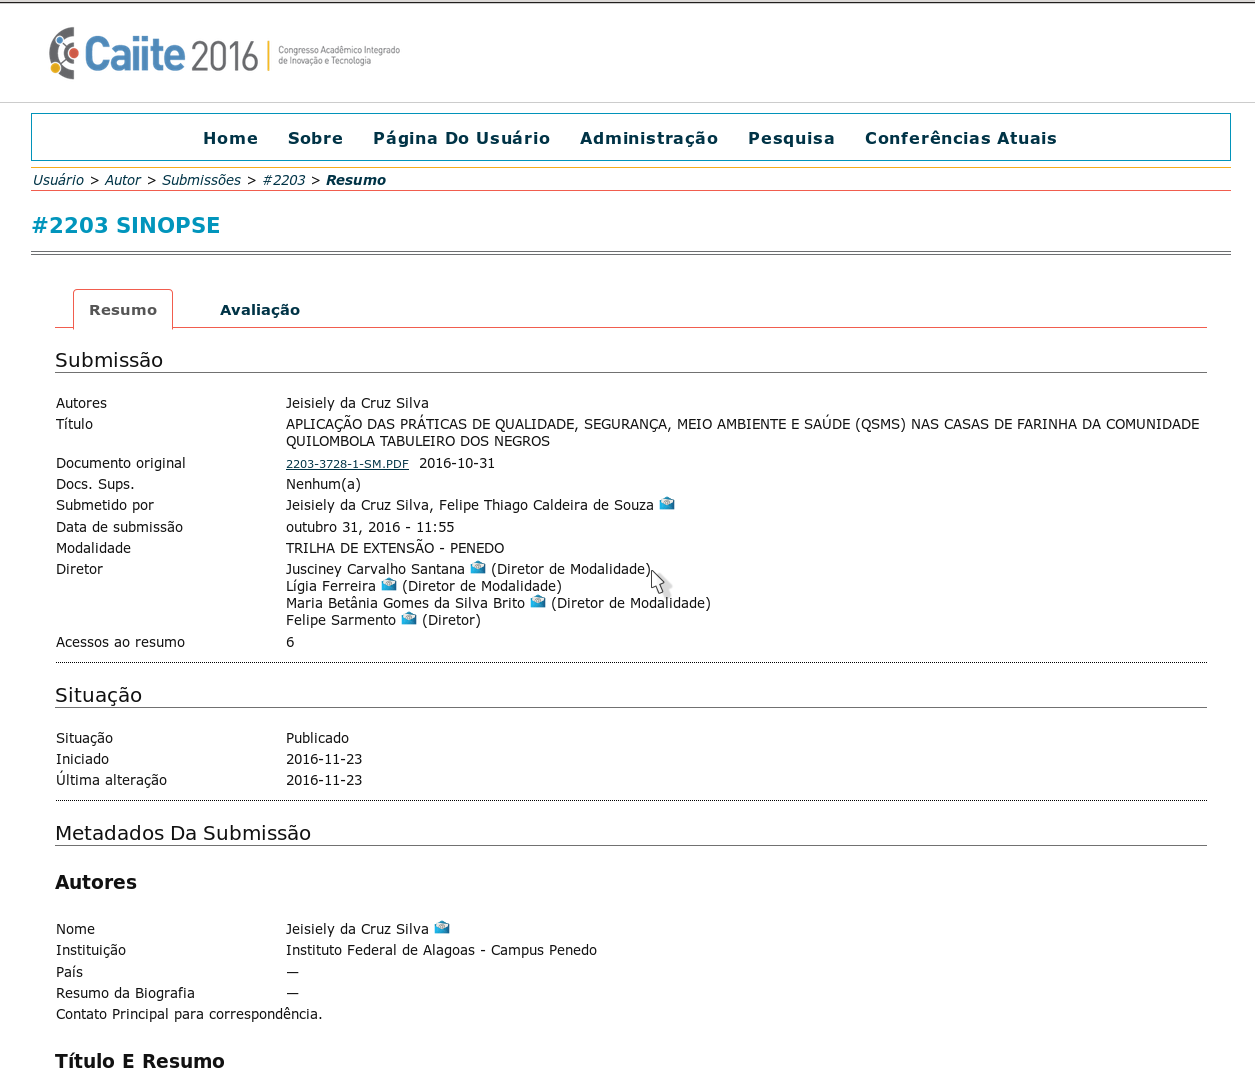 Caiite 2016 Congresso Acadêmico Integrado
de Inovação e Tecnologia
Home Sobre Página Do Usuário Administração Pesquisa Conferências Atuais
Usuário > Autor > Submissões > #2203 > Resumo
#2203 SINOPSE
Resumo Avaliação
Submissão
Autores Jeisiely da Cruz Silva
Título APLICAÇÃO DAS PRÁTICAS DE QUALIDADE, SEGURANÇA, MEIO AMBIENTE E SAÚDE (QSMS) NAS CASAS DE FARINHA DA COMUNIDADE
QUILOMBOLA TABULEIRO DOS NEGROS
Documento original 2203-3728-1-SM.PDF 2016-10-31
Docs. Sups. Nenhum(a)
Submetido por Jeisiely da Cruz Silva, Felipe Thiago Caldeira de Souza
Data de submissão outubro 31, 2016 - 11:55
Modalidade TRILHA DE EXTENSÃO - PENEDO
Diretor Jusciney Carvalho Santana (Diretor de Modalidade)
Lígia Ferreira (Diretor de Modalidade)
Maria Betânia Gomes da Silva Brito (Diretor de Modalidade)
Felipe Sarmento (Diretor)
Acessos ao resumo 6
Situação
Situação Publicado
Iniciado 2016-11-23
Última alteração 2016-11-23
Metadados Da Submissão
Autores
Nome Jeisiely da Cruz Silva
Instituição Instituto Federal de Alagoas - Campus Penedo
País —
Resumo da Biografia —
Contato Principal para correspondência.
Título E Resumo